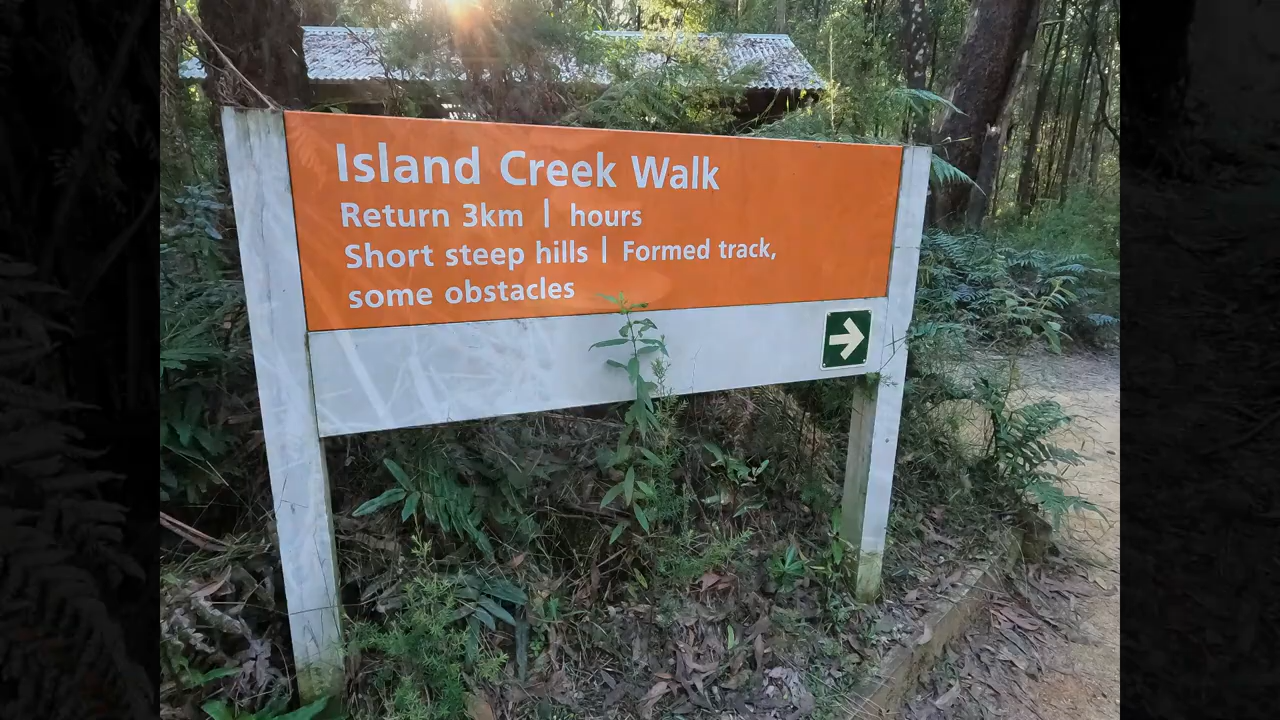 Island Creek Walk
Return 3km | hours
Short steep hills | Formed track,
some obstacles